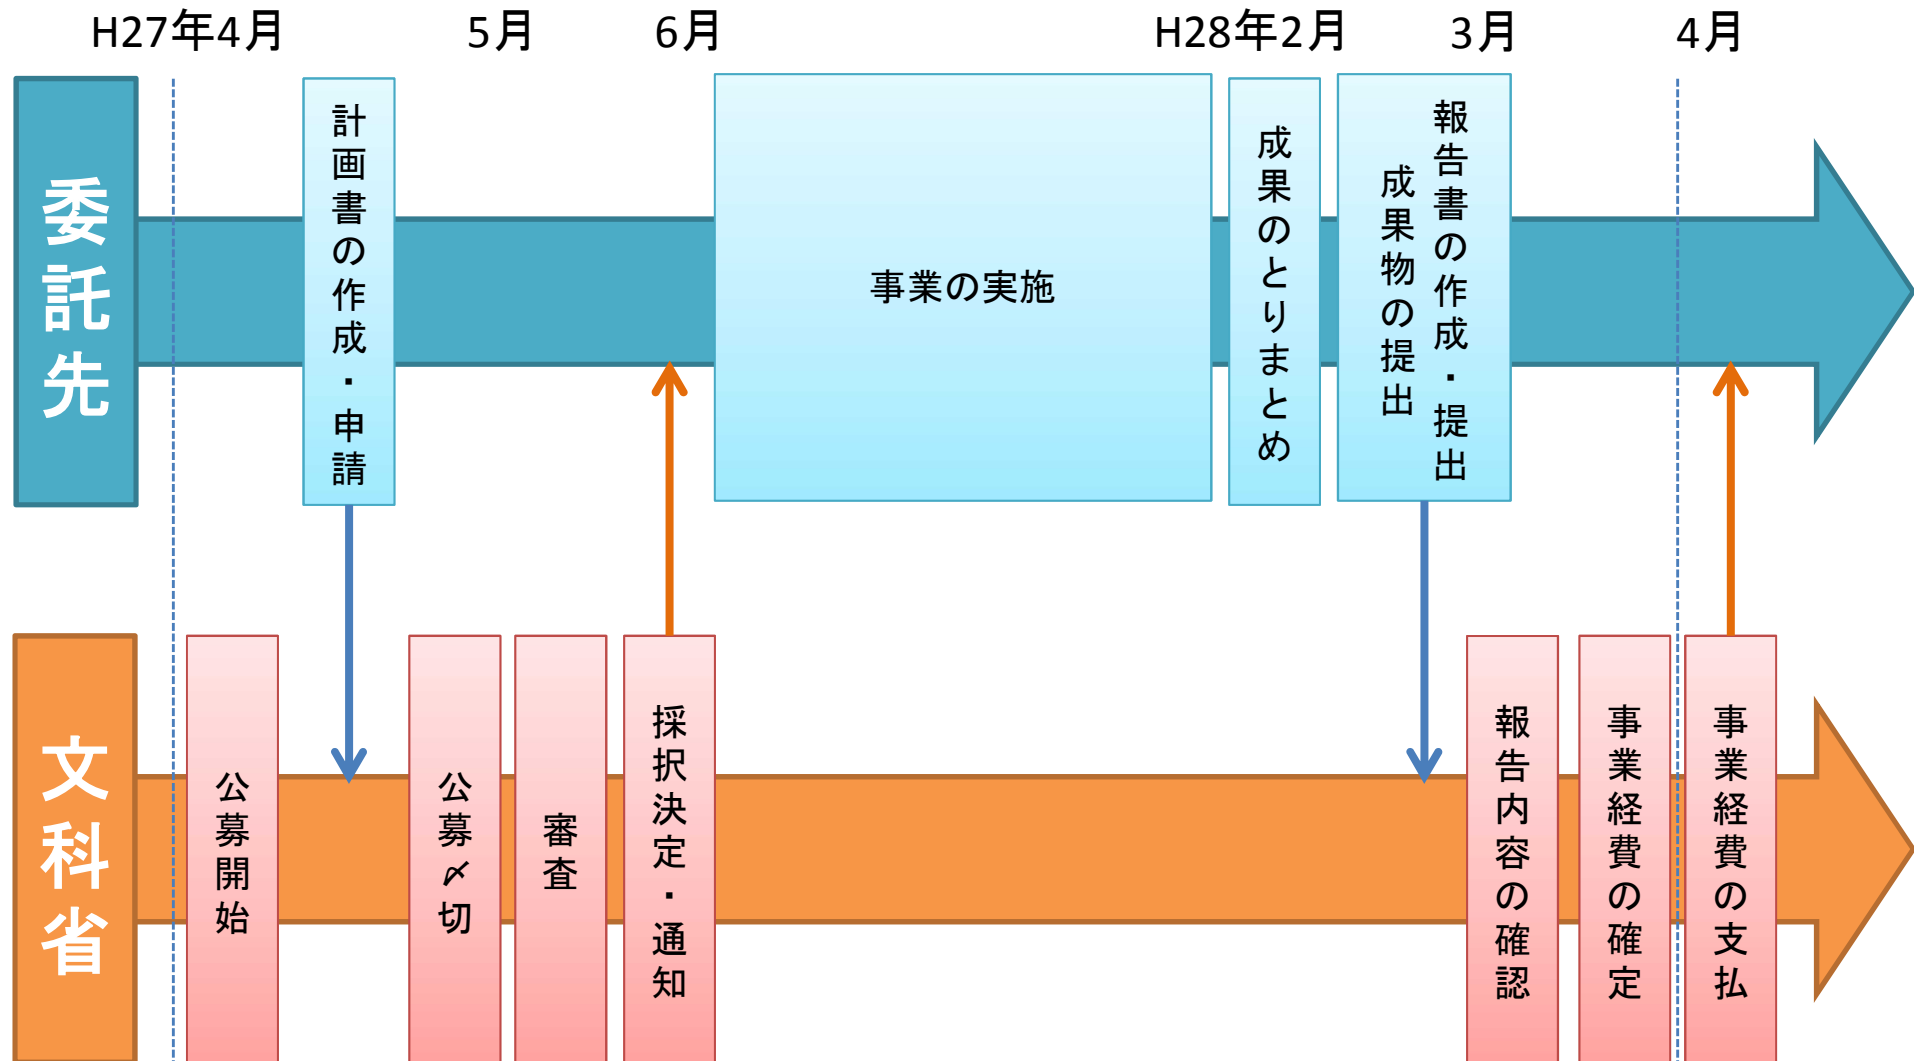 H27年4月
5月
6月
H28年2月
3月
4月
委託先
計画書の作成・申請
事業の実施
成果のとりまとめ
報告書の作成・提出
成果物の提出
文科省
公募開始
公募〆切
審査
採択決定・通知
報告内容の確認
事業経費の確定
事業経費の支払